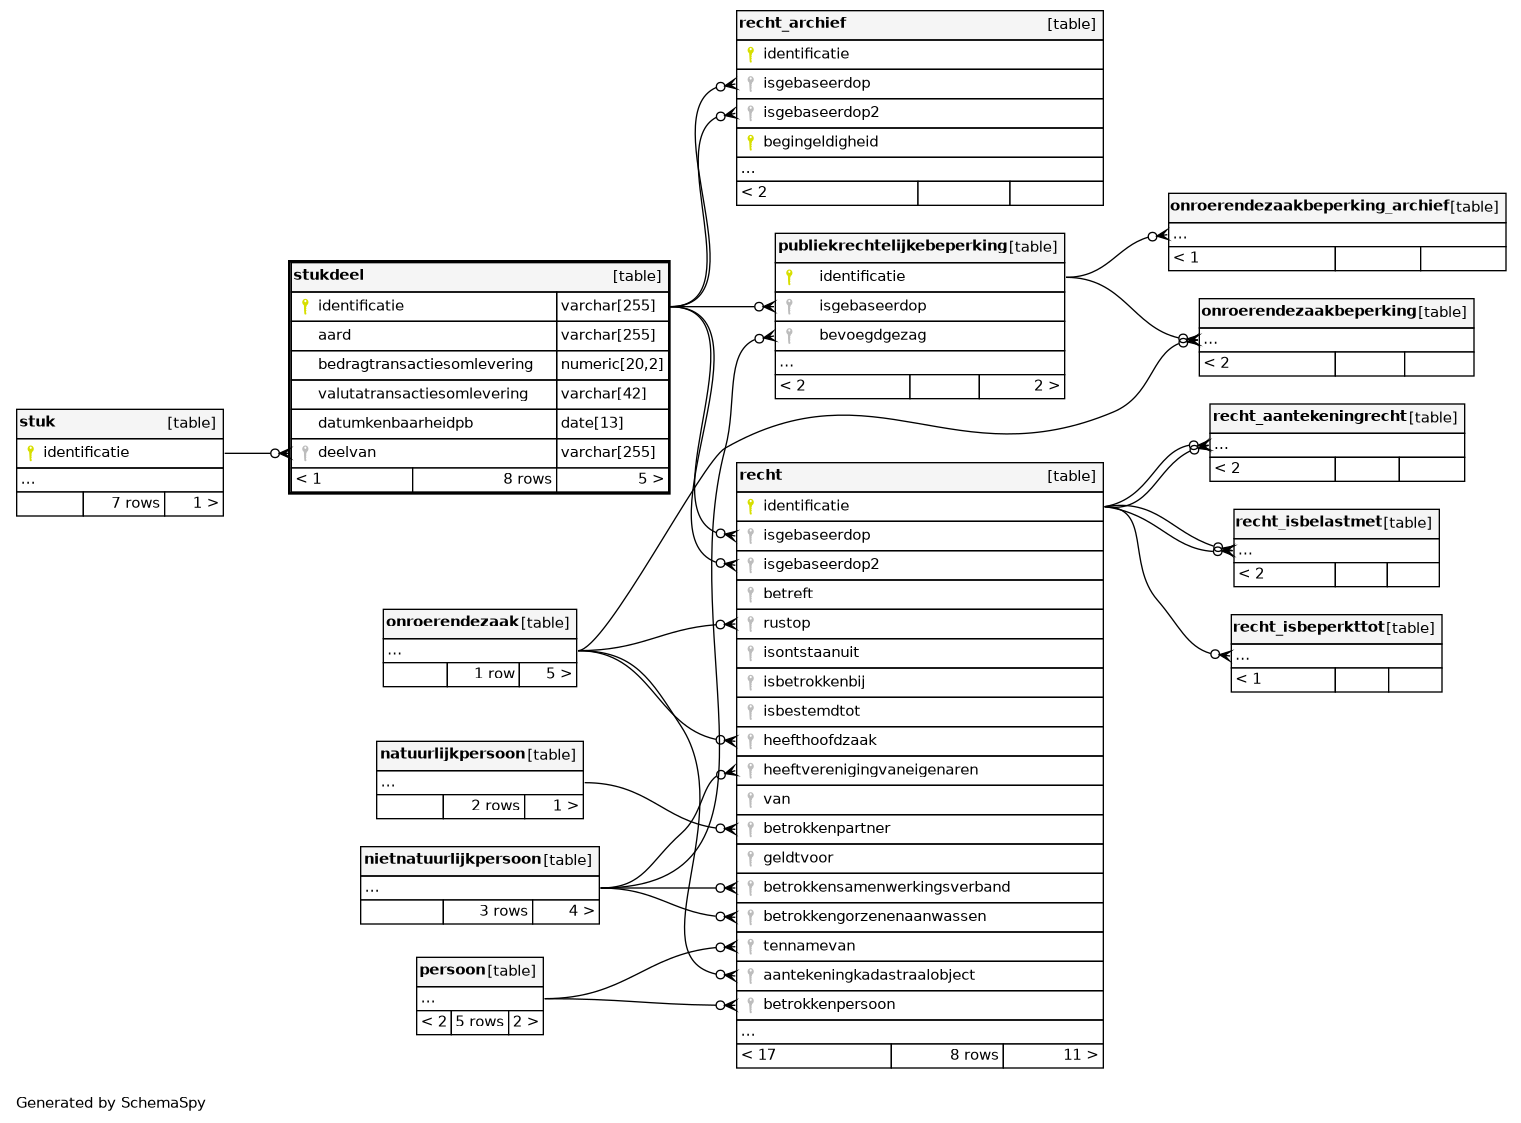 recht_archief [table]
identificatie
isgebaseerdop
isgebaseerdop2
begingeldigheid
...
< 2
onroerendezaakbeperking_archief [table]
...
< 1
publiekrechtelijkebeperking [table]
identificatie
isgebaseerdop
bevoegdgezag
...
< 2 2 >
stukdeel [table]
identificatie varchar[255]
aard varchar[255]
bedragtransactiesomlevering numeric[20,2]
valutatransactiesomlevering varchar[42]
datumkenbaarheidpb date[13]
deelvan varchar[255]
< 1 8 rows 5 >
onroerendezaakbeperking [table]
...
< 2
stuk [table]
identificatie
...
7 rows 1 >
recht_aantekeningrecht [table]
...
< 2
recht [table]
identificatie
isgebaseerdop
isgebaseerdop2
betreft
rustop
isontstaanuit
isbetrokkenbij
isbestemdtot
heefthoofdzaak
heeftverenigingvaneigenaren
van
betrokkenpartner
geldtvoor
betrokkensamenwerkingsverband
betrokkengorzenenaanwassen
tennamevan
aantekeningkadastraalobject
betrokkenpersoon
...
< 17 8 rows 11 >
recht_isbelastmet [table]
...
< 2
recht_isbeperkttot [table]
...
< 1
onroerendezaak [table]
...
1 row 5 >
natuurlijkpersoon [table]
...
2 rows 1 >
nietnatuurlijkpersoon [table]
...
3 rows 4 >
persoon [table]
...
< 2 5 rows 2 >
Generated by SchemaSpy